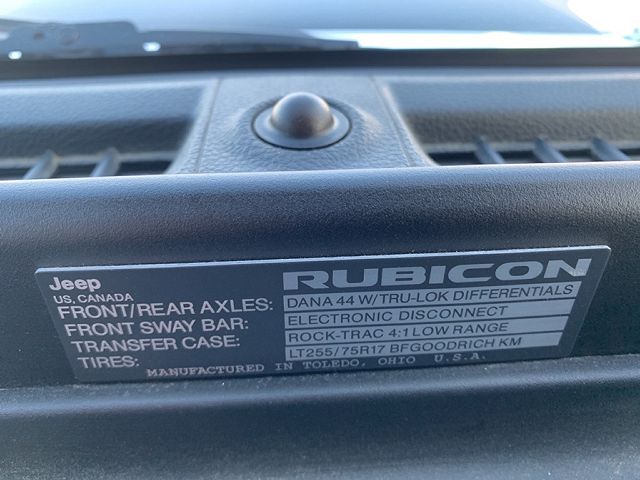 Jeep RUBICON
US, CANADA
FRONT/REAR AXLES: DANA 44 W/TRU-LOK DIFFERENTIALS
FRONT SWAY BAR: ELECTRONIC DISCONNECT
TRANSFER CASE: ROCK-TRAC 4:1 LOW RANGE
TIRES: LT255/75R17 BFGOODRICH KM
MANUFACTURED IN TOLEDO, OHIO U.S.A.